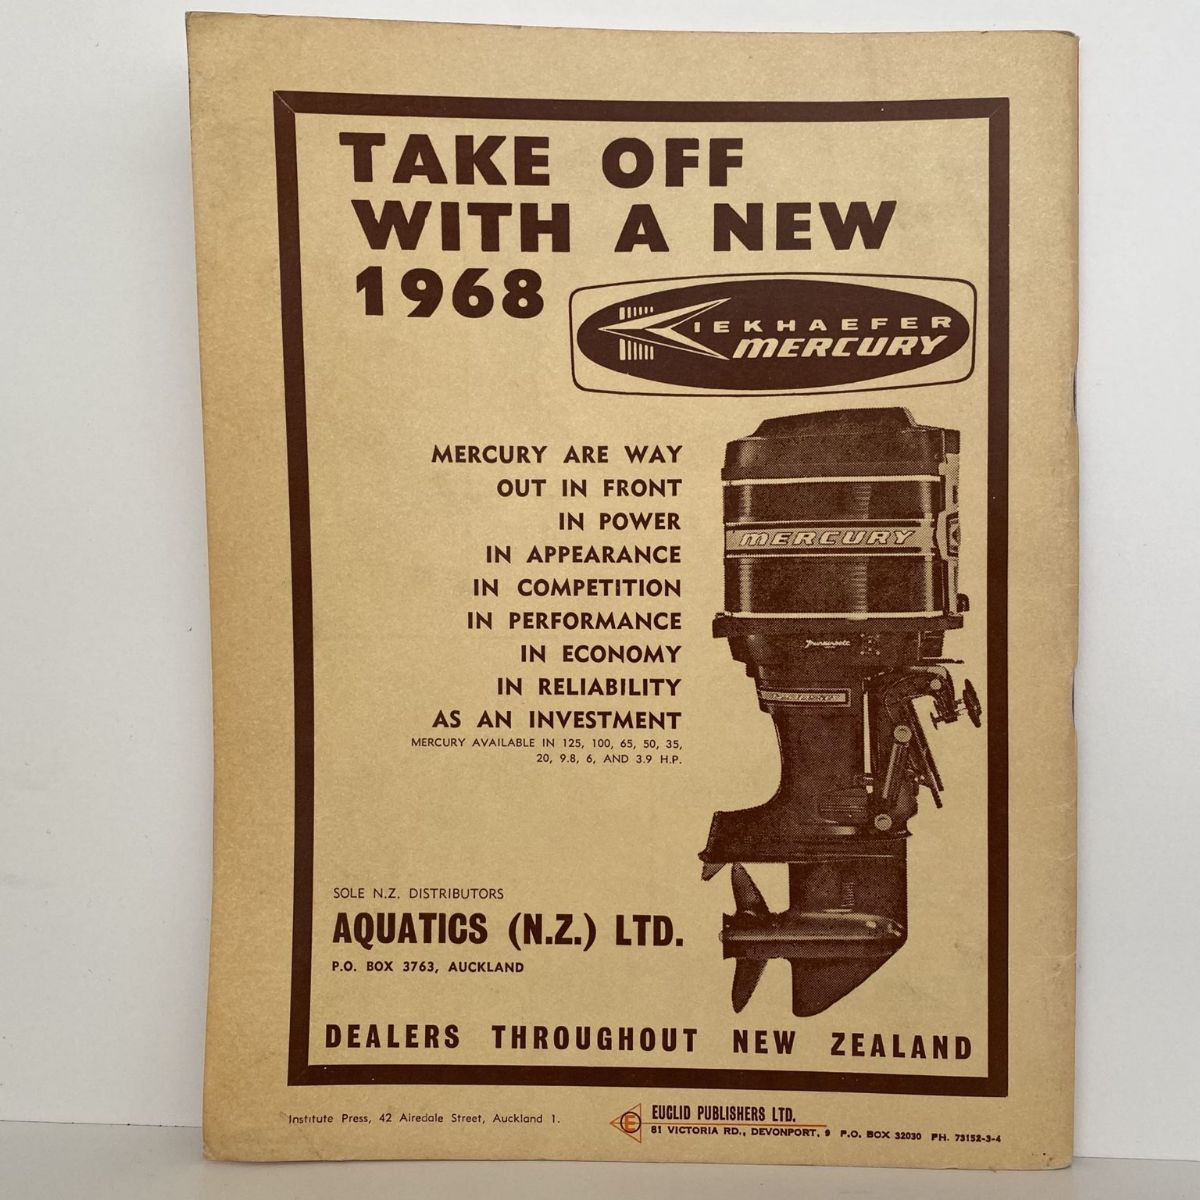 TAKE OFF
WITH A NEW
1968
KIEKHAEFER
MERCURY
MERCURY ARE WAY
OUT IN FRONT
IN POWER
IN APPEARANCE
IN COMPETITION
IN PERFORMANCE
IN ECONOMY
IN RELIABILITY
AS AN INVESTMENT
MERCURY AVAILABLE IN 125, 100, 65, 50, 35,
20, 9.8, 6, AND 3.9 H.P.
MERCURY
Thunderbolt
SOLE N.Z. DISTRIBUTORS
AQUATICS (N.Z.) LTD.
P.O. BOX 3763, AUCKLAND
DEALERS THROUGHOUT NEW ZEALAND
Institute Press, 42 Airedale Street, Auckland 1.
E
EUCLID PUBLISHERS LTD.
81 VICTORIA RD., DEVONPORT, 9 P.O. BOX 32030 PH. 73152-3-4